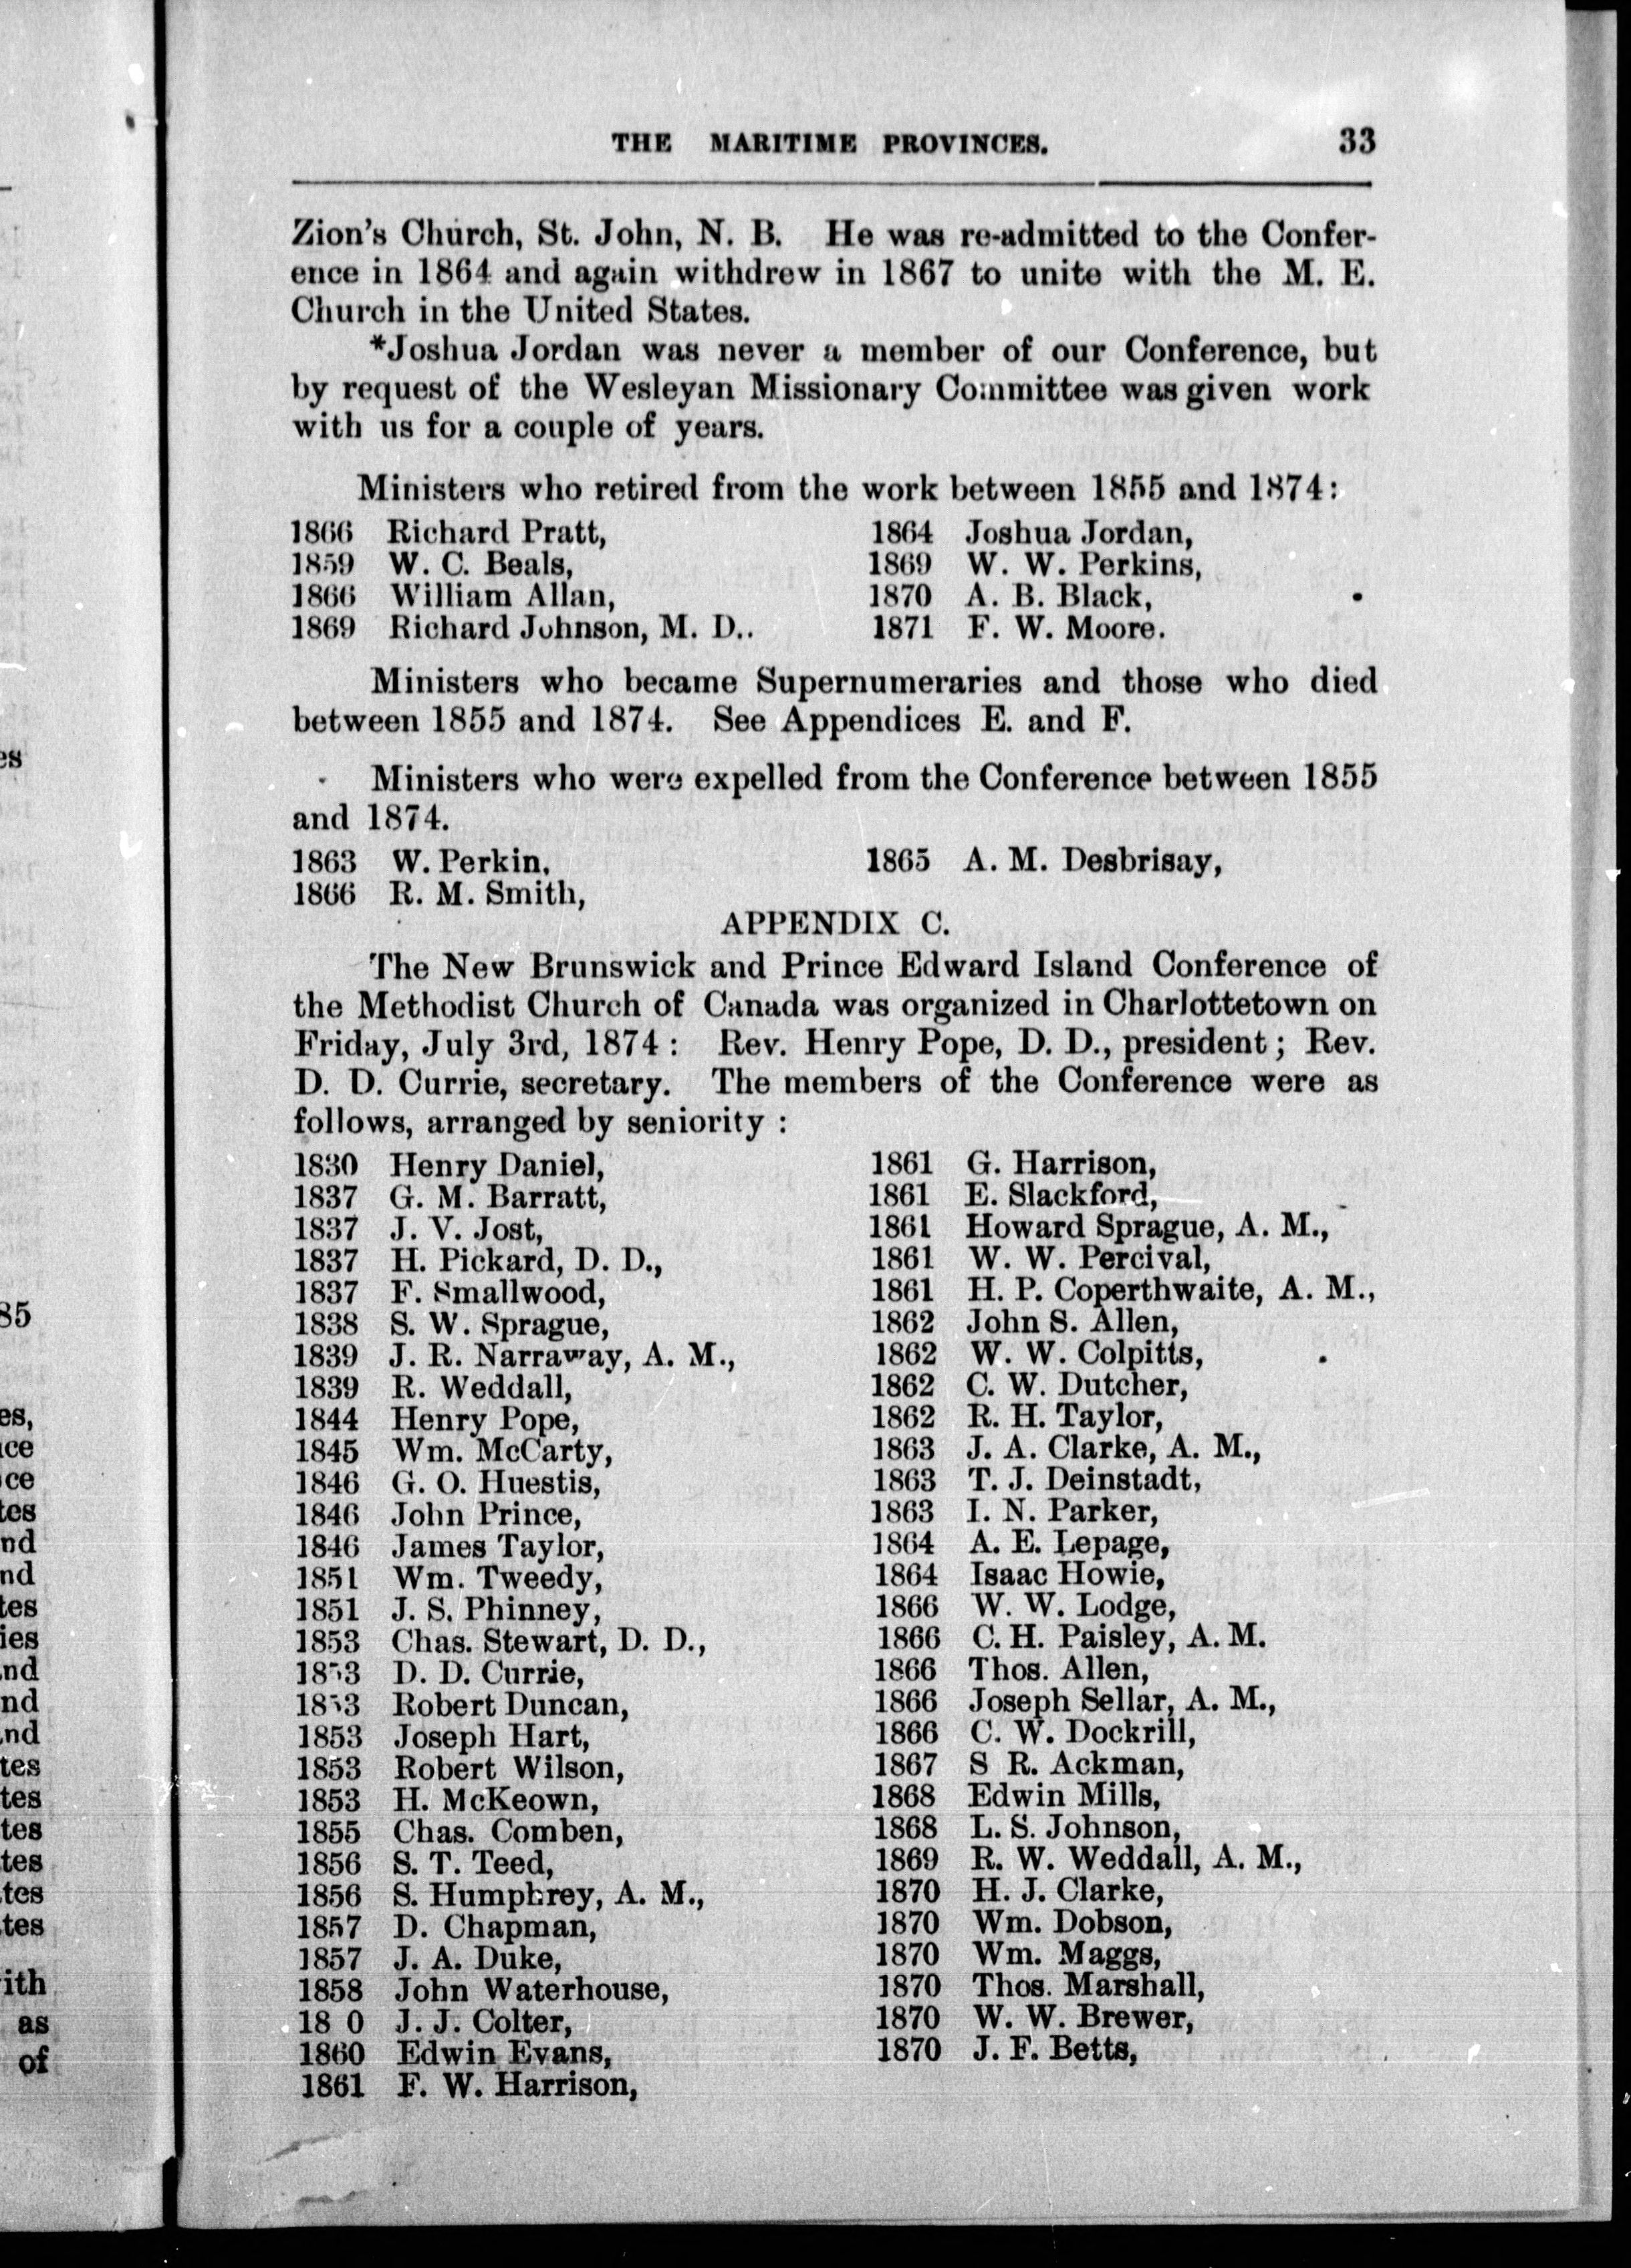 THE MARITIME PROVINCES. 33
Zion's Church, St. John, N. B. He was re-admitted to the Confer-
ence in 1864 and again withdrew in 1867 to unite with the M. E.
Church in the United States.
*Joshua Jordan was never a member of our Conference, but
by request of the Wesleyan Missionary Committee was given work
with us for a couple of years.
Ministers who retired from the work between 1855 and 1874:
1866 Richard Pratt,
1859 W. C. Beals,
1866 William Allan,
1869 Richard Johnson, M. D..
1864 Joshua Jordan,
1869 W. W. Perkins,
1870 A. B. Black,
1871 F. W. Moore.
Ministers who became Supernumeraries and those who died
between 1855 and 1874. See Appendices E. and F.
Ministers who were expelled from the Conference between 1855
and 1874.
1863 W. Perkin,
1866 R. M. Smith,
1865 A. M. Desbrisay,
APPENDIX C.
The New Brunswick and Prince Edward Island Conference of
the Methodist Church of Canada was organized in Charlottetown on
Friday, July 3rd, 1874: Rev. Henry Pope, D. D., president; Rev.
D. D. Currie, secretary. The members of the Conference were as
follows, arranged by seniority :
1830 Henry Daniel,
1837 G. M. Barratt,
1837 J. V. Jost,
1837 H. Pickard, D. D.,
1837 F. Smallwood,
1838 S. W. Sprague,
1839 J. R. Narraway, A. M.,
1839 R. Weddall,
1844 Henry Pope,
1845 Wm. McCarty,
1846 G. O. Huestis,
1846 John Prince,
1846 James Taylor,
1851 Wm. Tweedy,
1851 J. S. Phinney,
1853 Chas. Stewart, D. D.,
1853 D. D. Currie,
1853 Robert Duncan,
1853 Joseph Hart,
1853 Robert Wilson,
1853 H. McKeown,
1855 Chas. Comben,
1856 S. T. Teed,
1856 S. Humphrey, A. M.,
1857 D. Chapman,
1857 J. A. Duke,
1858 John Waterhouse,
18 0 J. J. Colter,
1860 Edwin Evans,
1861 F. W. Harrison,
1861 G. Harrison,
1861 E. Slackford,
1861 Howard Sprague, A. M.,
1861 W. W. Percival,
1861 H. P. Coperthwaite, A. M.,
1862 John S. Allen,
1862 W. W. Colpitts,
1862 C. W. Dutcher,
1862 R. H. Taylor,
1863 J. A. Clarke, A. M.,
1863 T. J. Deinstadt,
1863 I. N. Parker,
1864 A. E. Lepage,
1864 Isaac Howie,
1866 W. W. Lodge,
1866 C. H. Paisley, A. M.
1866 Thos. Allen,
1866 Joseph Sellar, A. M.,
1866 C. W. Dockrill,
1867 S R. Ackman,
1868 Edwin Mills,
1868 L. S. Johnson,
1869 R. W. Weddall, A. M.,
1870 H. J. Clarke,
1870 Wm. Dobson,
1870 Wm. Maggs,
1870 Thos. Marshall,
1870 W. W. Brewer,
1870 J. F. Betts,